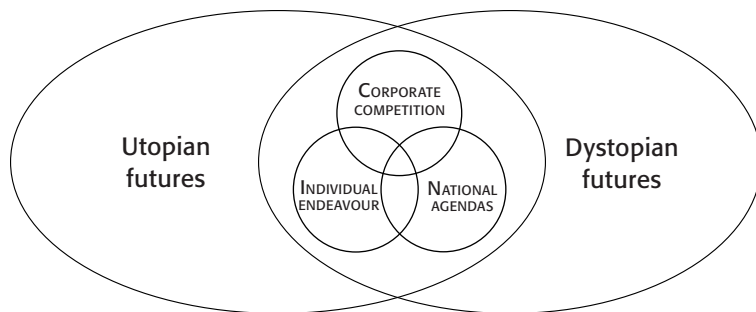 CORPORATE
COMPETITION
Utopian
futures
Dystopian
futures
INDIVIDUAL
ENDEAVOUR
NATIONAL
AGENDAS